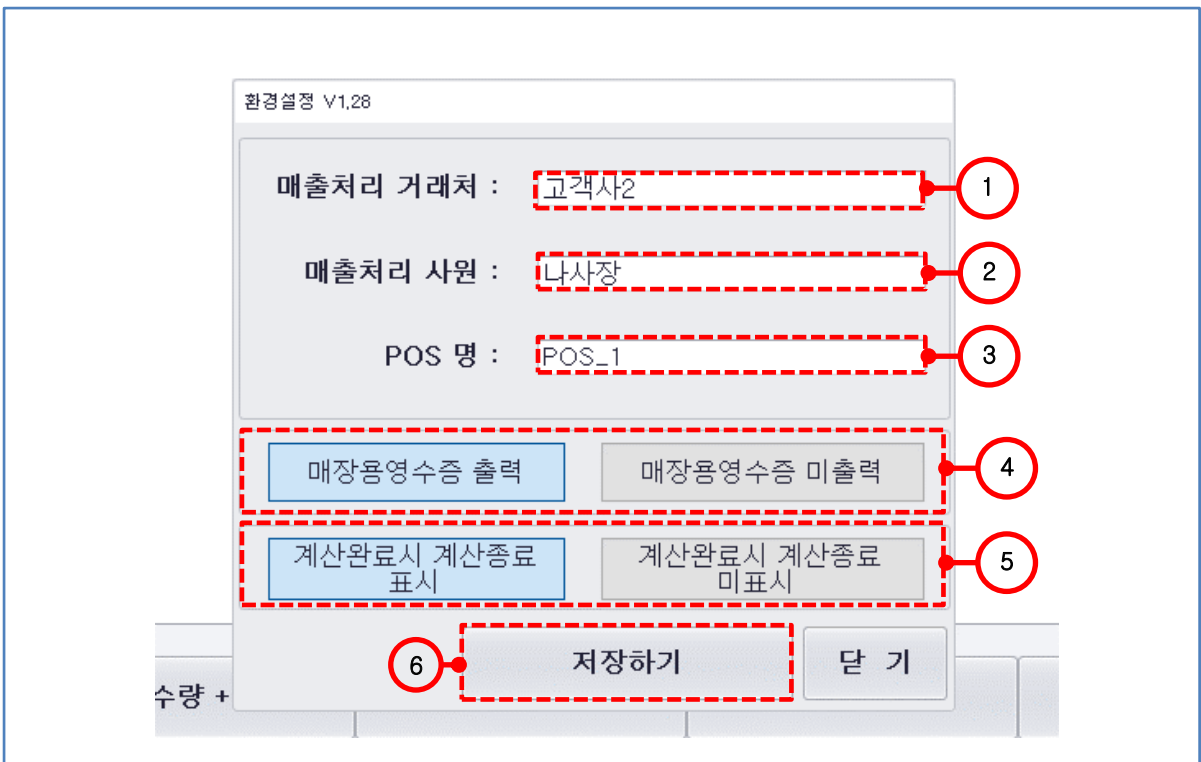 환경설정 V1.28
매출처리 거래처 :
고객사2
1
매출처리 사원 :
나사장
2
POS 명 :
POS_1
3
매장용영수증 출력
매장용영수증 미출력
4
계산완료시 계산종료
표시
계산완료시 계산종료
미표시
5
6
저장하기
닫 기
수량 +